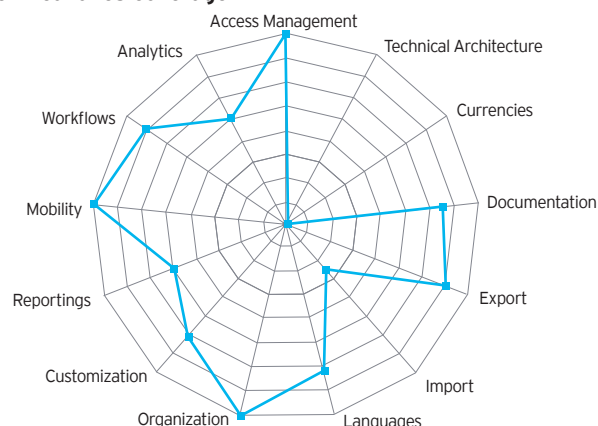 Access Management
Technical Architecture
Currencies
Documentation
Export
Import
Languages
Organization
Customization
Reportings
Mobility
Workflows
Analytics